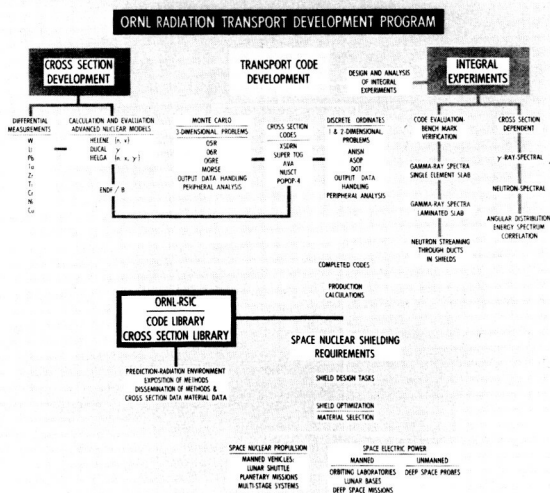 ORNL RADIATION TRANSPORT DEVELOPMENT PROGRAM
CROSS SECTION
DEVELOPMENT
TRANSPORT CODE
DEVELOPMENT
DESIGN AND ANALYSIS
OF INTEGRAL
EXPERIMENTS
INTEGRAL
EXPERIMENTS
DIFFERENTIAL
MEASUREMENTS
W
Li
Pb
Ta
Zr
Ti
Cr
Ni
Cu
CALCULATION AND EVALUATION
ADVANCED NUCLEAR MODELS
HELENE (n, v)
DUCAL γ
HELGA (n, v, γ)
ENDF / B
MONTE CARLO
3-DIMENSIONAL PROBLEMS
O5R
O6R
OGRE
MORSE
OUTPUT DATA HANDLING
PERIPHERAL ANALYSIS
CROSS SECTION
CODES
XSDRN
SUPER TOG
AVA
NUSCT
POPOP-4
DISCRETE ORDINATES
1 & 2-DIMENSIONAL
PROBLEMS
ANISN
ASOP
DOT
OUTPUT DATA
HANDLING
PERIPHERAL ANALYSIS
CODE EVALUATION-
BENCH MARK
VERIFICATION
GAMMA-RAY SPECTRA
SINGLE ELEMENT SLAB
GAMMA-RAY SPECTRA
LAMINATED SLAB
NEUTRON STREAMING
THROUGH DUCTS
IN SHIELDS
CROSS SECTION
DEPENDENT
γ-RAY-SPECTRA
NEUTRON-SPECTRA
ANGULAR DISTRIBUTION
ENERGY SPECTRUM
CORRELATION
COMPLETED CODES
PRODUCTION
CALCULATIONS
ORNL-RSIC
CODE LIBRARY
CROSS SECTION LIBRARY
PREDICTION-RADIATION ENVIRONMENT
EXPOSITION OF METHODS
DISSEMINATION OF METHODS &
CROSS SECTION DATA MATERIAL DATA
SPACE NUCLEAR SHIELDING
REQUIREMENTS
SHIELD DESIGN TASKS
SHIELD OPTIMIZATION
MATERIAL SELECTION
SPACE NUCLEAR PROPULSION
MANNED VEHICLES:
LUNAR SHUTTLE
PLANETARY MISSIONS
MULTI-STAGE SYSTEMS
SPACE ELECTRIC POWER
MANNED
ORBITING LABORATORIES
LUNAR BASES
DEEP SPACE MISSIONS
UNMANNED
DEEP SPACE PROBES